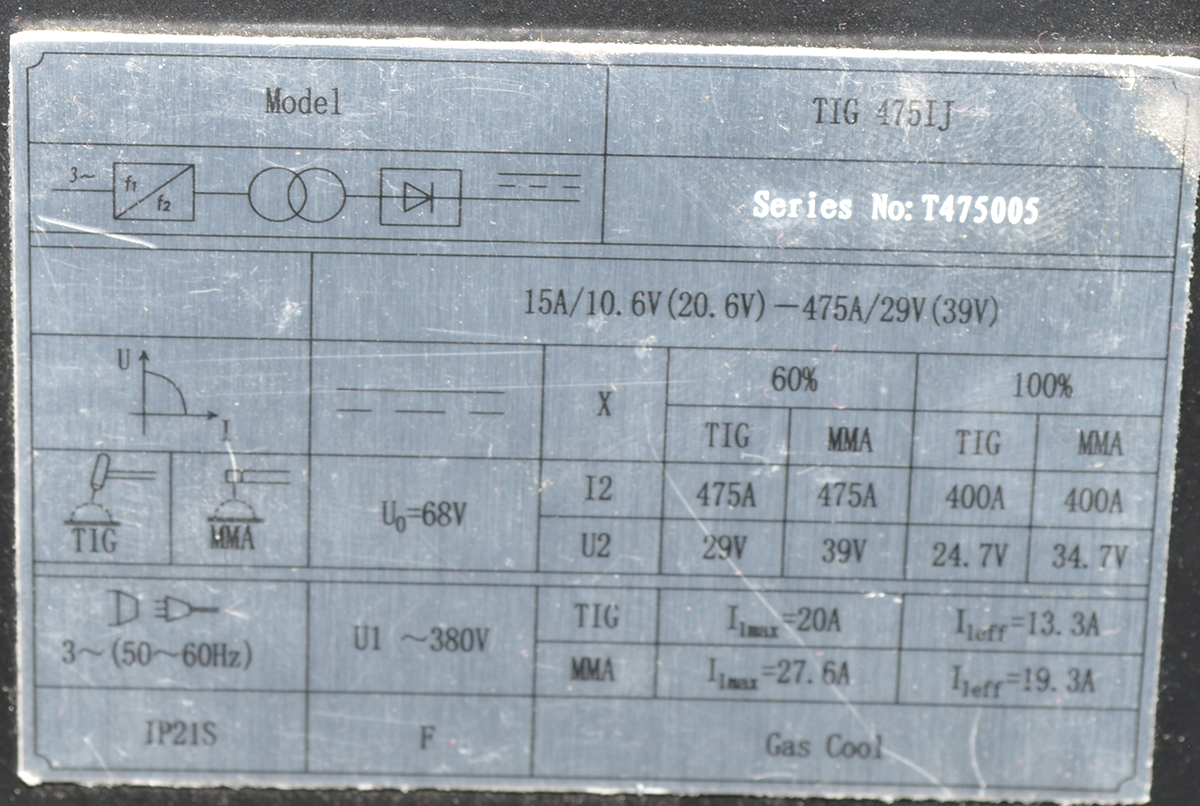 Model
TIG 475IJ
3~
f1
f2
Series No: T475005
15A/10.6V(20.6V)—475A/29V(39V)
U
I
X
60%
100%
TIG
MMA
TIG
MMA
TIG
MMA
U0=68V
I2
475A
475A
400A
400A
U2
29V
39V
24.7V
34.7V
3~(50~60Hz)
U1 ~380V
TIG
I1max=20A
I1eff=13.3A
MMA
I1max=27.6A
I1eff=19.3A
IP21S
F
Gas Cool